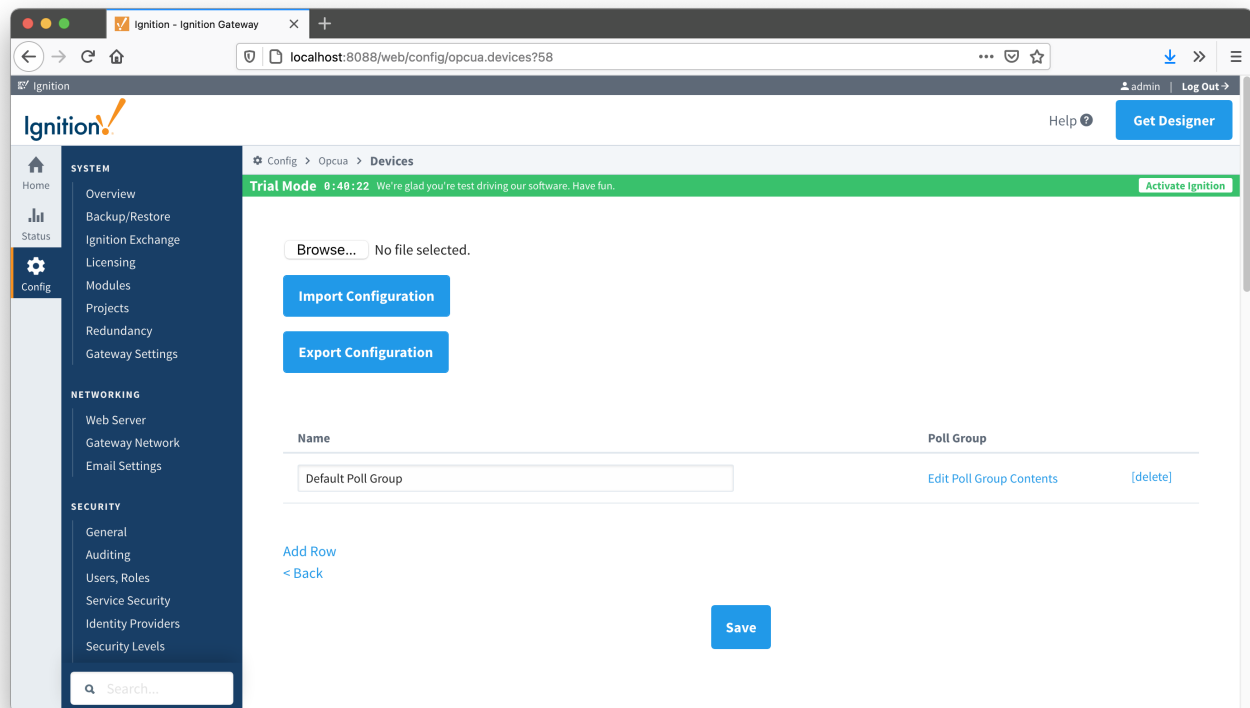 Ignition - Ignition Gateway
localhost:8088/web/config/opcua.devices?58
Ignition
admin | Log Out
Ignition!
Help ?
Get Designer
Home
Status
Config
SYSTEM
Overview
Backup/Restore
Ignition Exchange
Licensing
Modules
Projects
Redundancy
Gateway Settings
NETWORKING
Web Server
Gateway Network
Email Settings
SECURITY
General
Auditing
Users, Roles
Service Security
Identity Providers
Security Levels
Search...
Config > Opcua > Devices
Trial Mode 0:40:22 We're glad you're test driving our software. Have fun.
Activate Ignition
Browse... No file selected.
Import Configuration
Export Configuration
Name Poll Group
Default Poll Group Edit Poll Group Contents [delete]
Add Row
< Back
Save